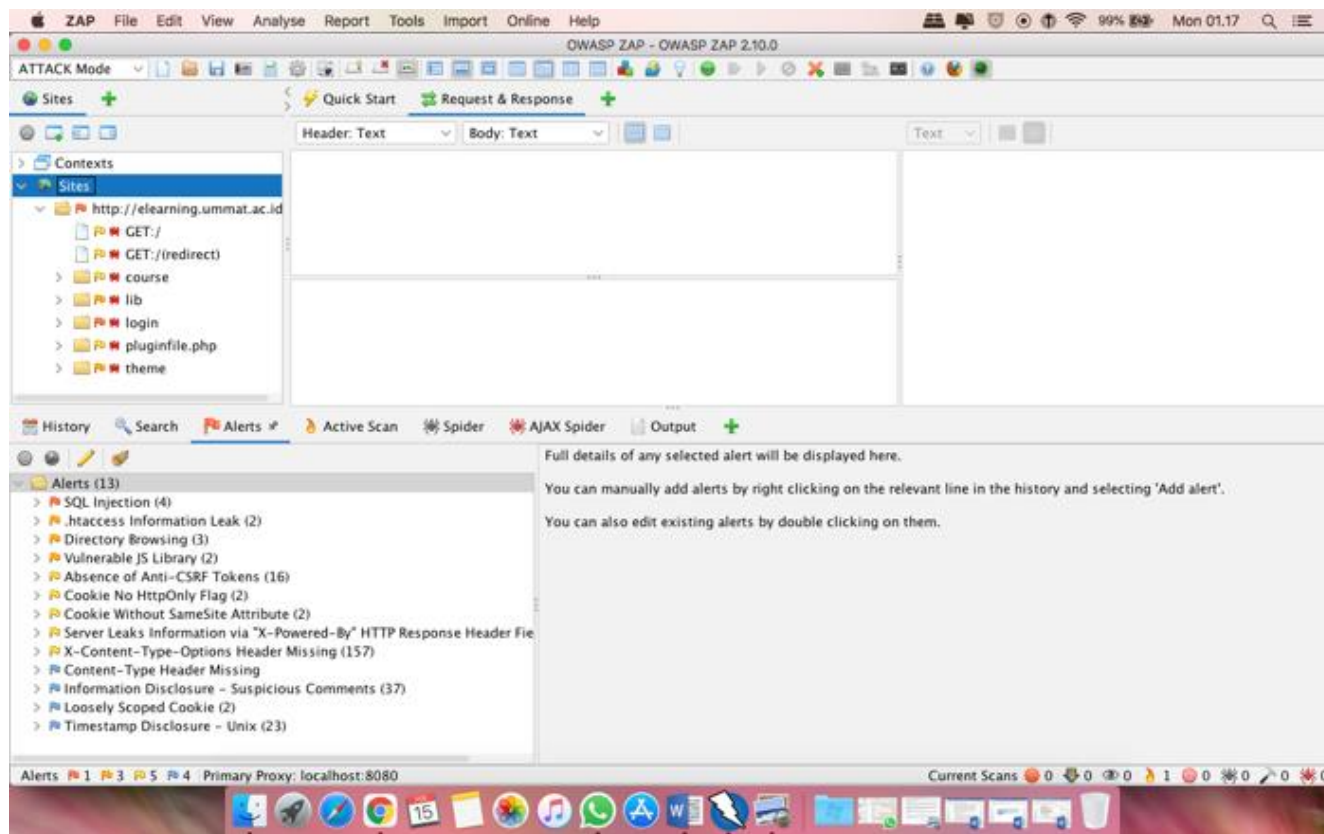 ZAP File Edit View Analyse Report Tools Import Online Help 99% Mon 01.17
OWASP ZAP - OWASP ZAP 2.10.0
ATTACK Mode
Sites
Quick Start Request & Response
Header: Text Body: Text Text
Contexts
Sites
http://elearning.ummat.ac.id
GET:/
GET:/(redirect)
course
lib
login
pluginfile.php
theme
History Search Alerts Active Scan Spider AJAX Spider Output
Alerts (13)
SQL Injection (4)
.htaccess Information Leak (2)
Directory Browsing (3)
Vulnerable JS Library (2)
Absence of Anti-CSRF Tokens (16)
Cookie No HttpOnly Flag (2)
Cookie Without SameSite Attribute (2)
Server Leaks Information via "X-Powered-By" HTTP Response Header Fie
X-Content-Type-Options Header Missing (157)
Content-Type Header Missing
Information Disclosure - Suspicious Comments (37)
Loosely Scoped Cookie (2)
Timestamp Disclosure - Unix (23)
Full details of any selected alert will be displayed here.
You can manually add alerts by right clicking on the relevant line in the history and selecting 'Add alert'.
You can also edit existing alerts by double clicking on them.
Alerts 1 3 5 4 Primary Proxy: localhost:8080 Current Scans 0 0 0 1 0 0 0
15